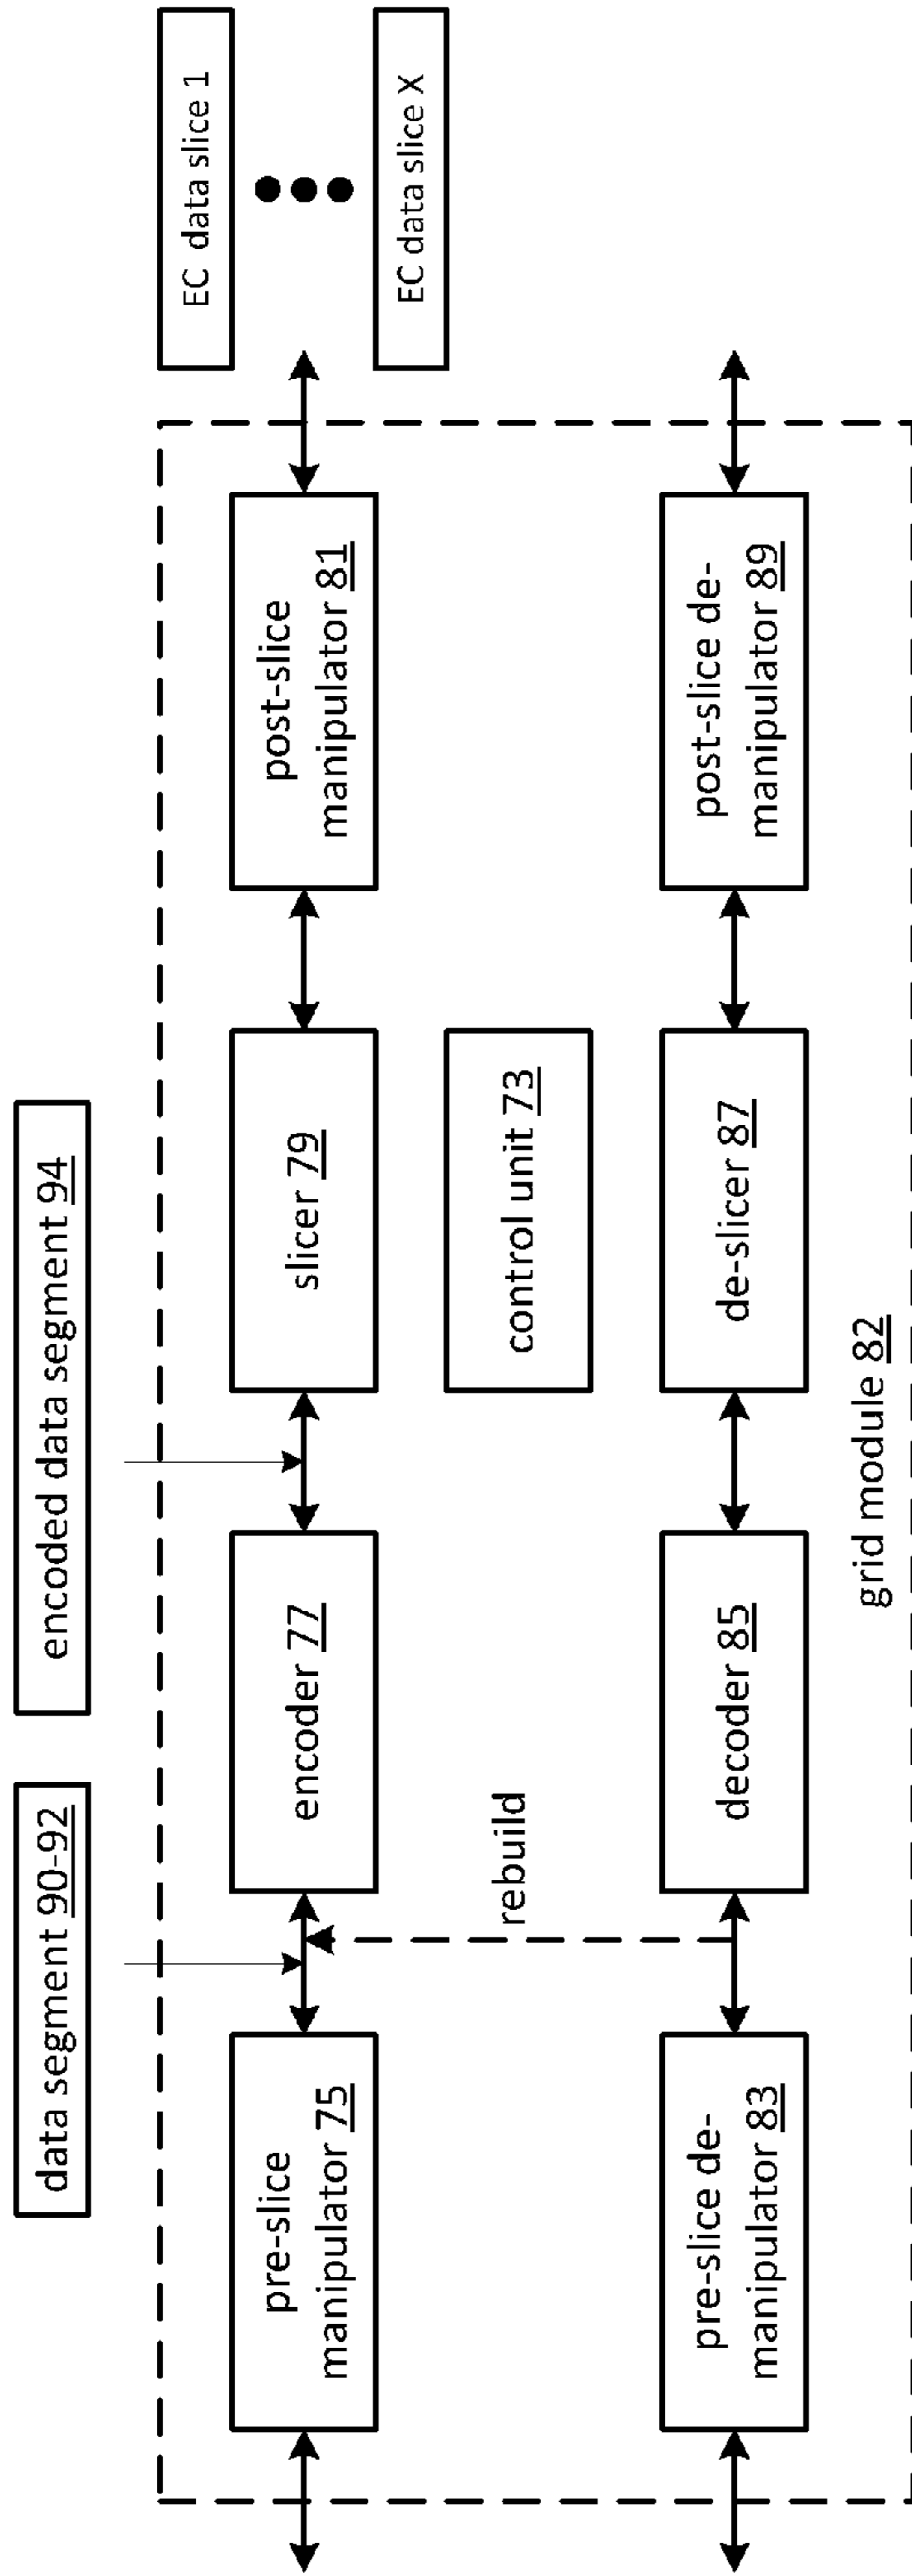 data segment 90-92
encoded data segment 94
EC data slice 1
EC data slice X
pre-slice
manipulator 75
encoder 77
slicer 79
post-slice
manipulator 81
rebuild
control unit 73
pre-slice de-
manipulator 83
decoder 85
de-slicer 87
post-slice de-
manipulator 89
grid module 82